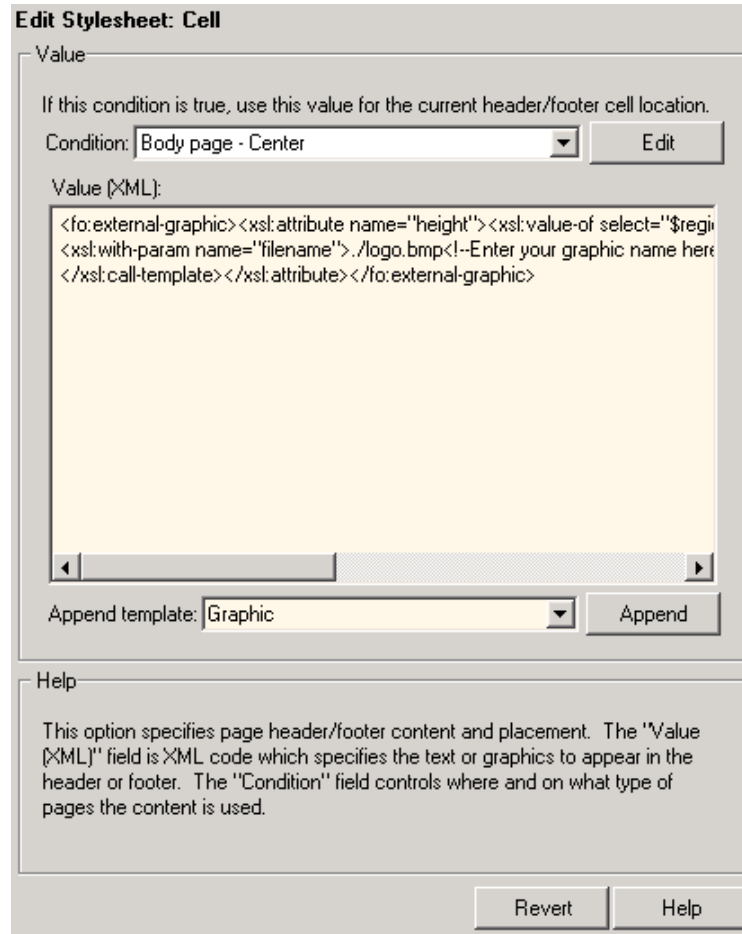 Edit Stylesheet: Cell
Value
If this condition is true, use this value for the current header/footer cell location.
Condition: Body page - Center Edit
Value (XML):
<fo:external-graphic><xsl:attribute name="height"><xsl:value-of select="$regi
<xsl:with-param name="filename">./logo.bmp<!--Enter your graphic name here
</xsl:call-template></xsl:attribute></fo:external-graphic>
Append template: Graphic Append
Help
This option specifies page header/footer content and placement.  The "Value
(XML)" field is XML code which specifies the text or graphics to appear in the
header or footer.  The "Condition" field controls where and on what type of
pages the content is used.
Revert Help